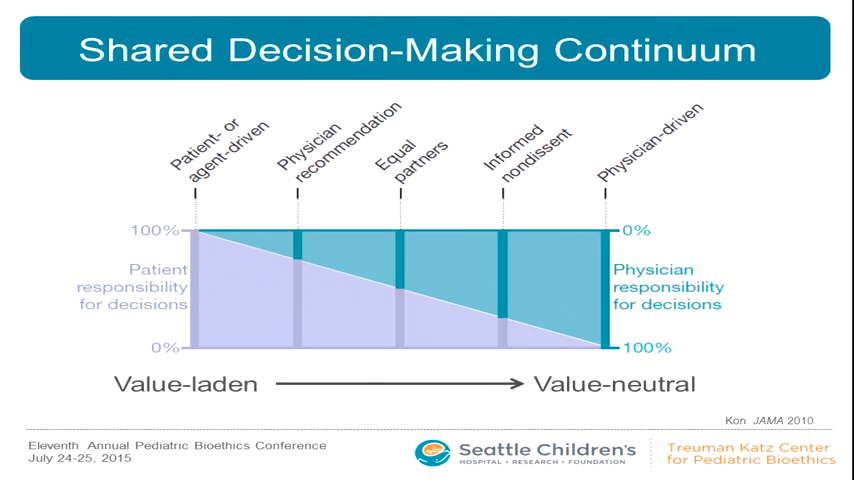 Shared Decision-Making Continuum
Patient- or
agent-driven
Physician
recommendation
Equal
partners
Informed
nondissent
Physician-driven
100%
0%
Patient
responsibility
for decisions
Physician
responsibility
for decisions
0%
100%
Value-laden
Value-neutral
Kon. JAMA 2010
Eleventh Annual Pediatric Bioethics Conference
July 24-25, 2015
Seattle Children's
HOSPITAL • RESEARCH • FOUNDATION
Treuman Katz Center
for Pediatric Bioethics